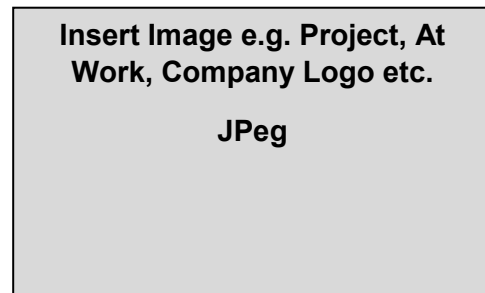 Insert Image e.g. Project, At
Work, Company Logo etc.
JPeg